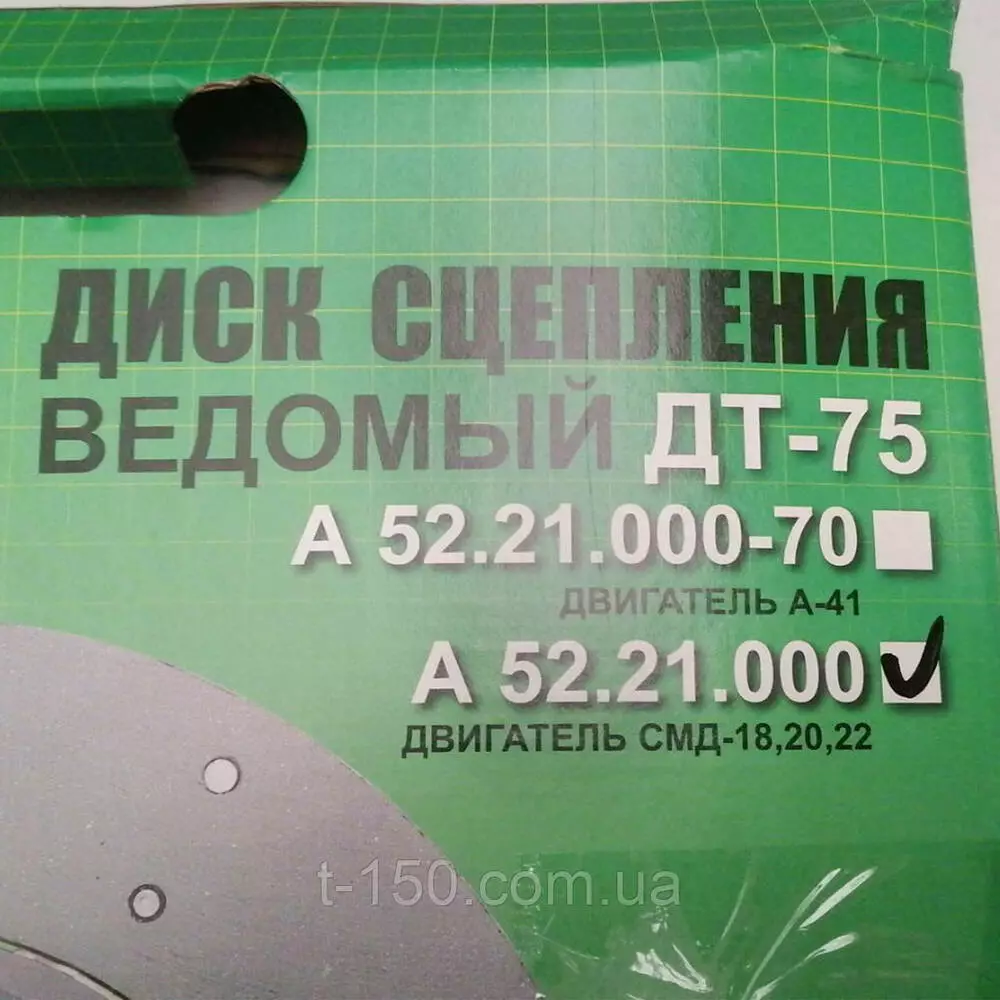 ДИСК СЦЕПЛЕНИЯ
ВЕДОМЫЙ ДТ-75
А 52.21.000-70
ДВИГАТЕЛЬ А-41
А 52.21.000
ДВИГАТЕЛЬ СМД-18,20,22
t-150.com.ua